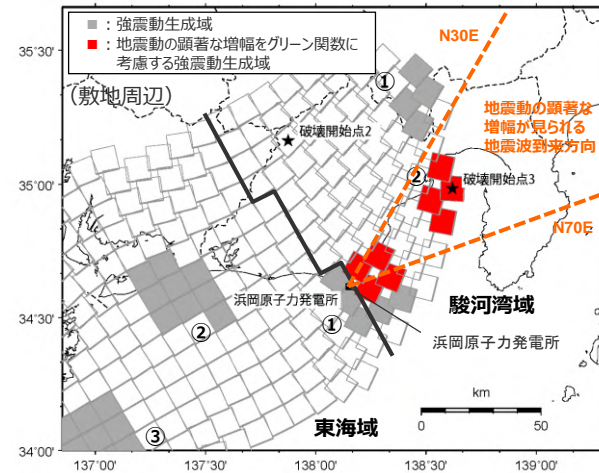 35°30'
■ : 強震動生成域
■ : 地震動の顕著な増幅をグリーン関数に
考慮する強震動生成域
(敷地周辺)
N30E
①
地震動の顕著な
増幅が見られる
地震波到来方向
★ 破壊開始点2
②
★ 破壊開始点3
35°00'
N70E
浜岡原子力発電所
駿河湾域
34°30'
②
①
浜岡原子力発電所
km
0 50
東海域
③
34°00'
137°00' 137°30' 138°00' 138°30' 139°00'